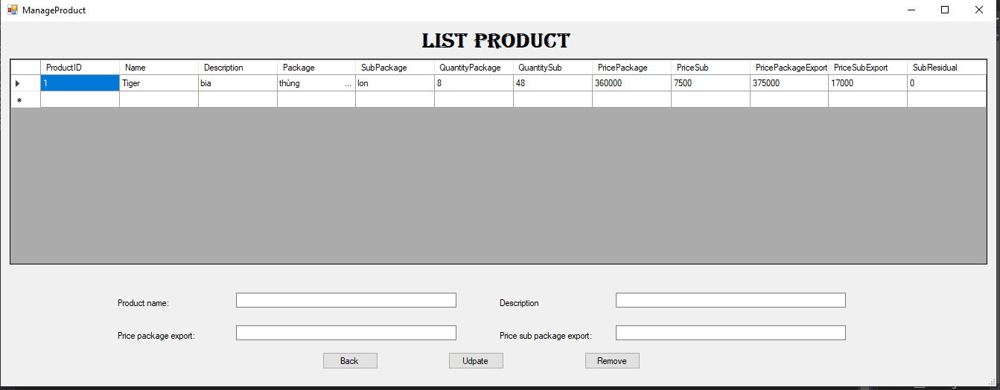 ManageProduct
LIST PRODUCT
ProductID Name Description Package SubPackage QuantityPackage QuantitySub PricePackage PriceSub PricePackageExport PriceSubExport SubResidual
1 Tiger bia thùng ... lon 8 48 360000 7500 375000 17000 0
Product name: Description
Price package export: Price sub package export:
Back Udpate Remove